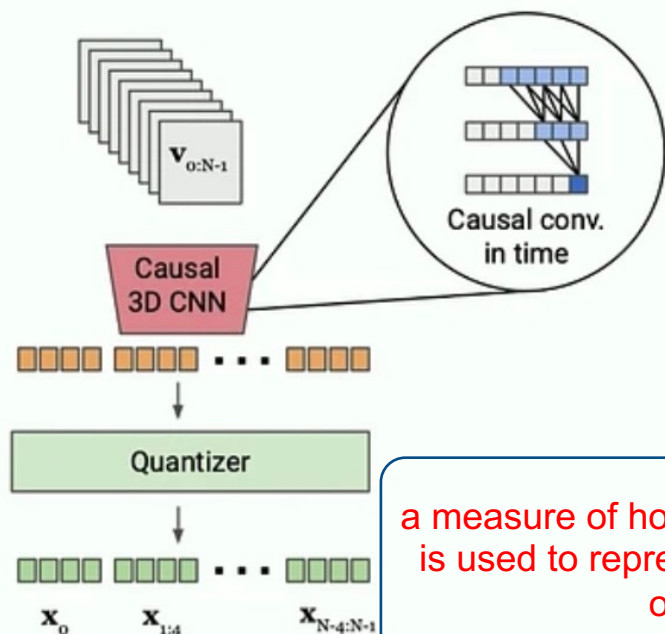 v₀:N-1
Causal conv.
in time
Causal
3D CNN
Quantizer
x₀ x₁:₄ x_N-4:N-1
a measure of ho
is used to repre
o